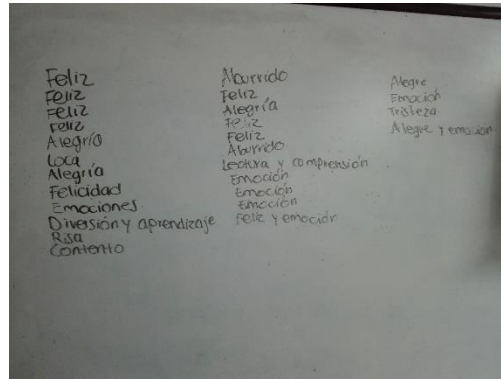 Feliz
Feliz
Feliz
Feliz
Alegría
Loca
Alegría
Felicidad
Emociones
Diversión y aprendizaje
Risa
Contento
Aburrido
Feliz
Alegría
Feliz
Feliz
Aburrido
Lectura y comprensión
Emoción
Emoción
Emoción
Feliz y emoción
Alegre
Emoción
Tristeza
Alegre y emoción